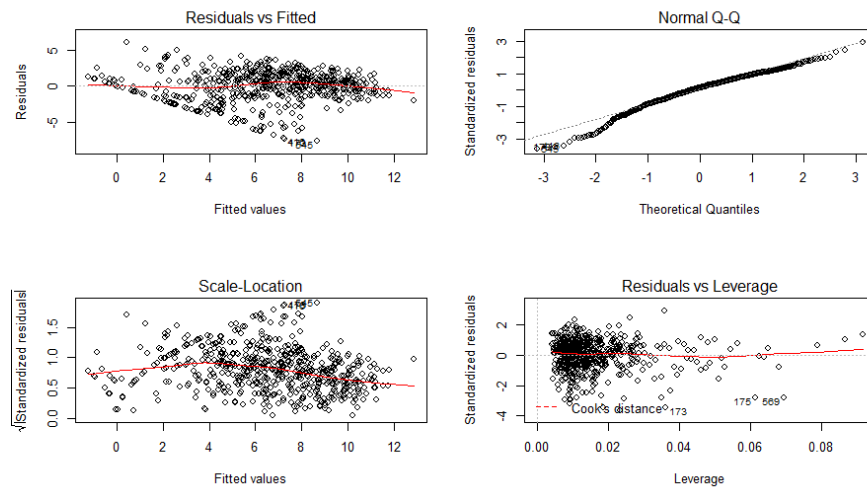 Residuals vs Fitted
Residuals
5
0
-5
0 2 4 6 8 10 12
Fitted values
Normal Q-Q
Standardized residuals
3
1
-1
-3
-3 -2 -1 0 1 2 3
Theoretical Quantiles
Scale-Location
√|Standardized residuals|
1.5
1.0
0.5
0.0
545
0 2 4 6 8 10 12
Fitted values
Residuals vs Leverage
Standardized residuals
2
0
-2
-4
175 569
Cook's distance 173
0.00 0.02 0.04 0.06 0.08
Leverage